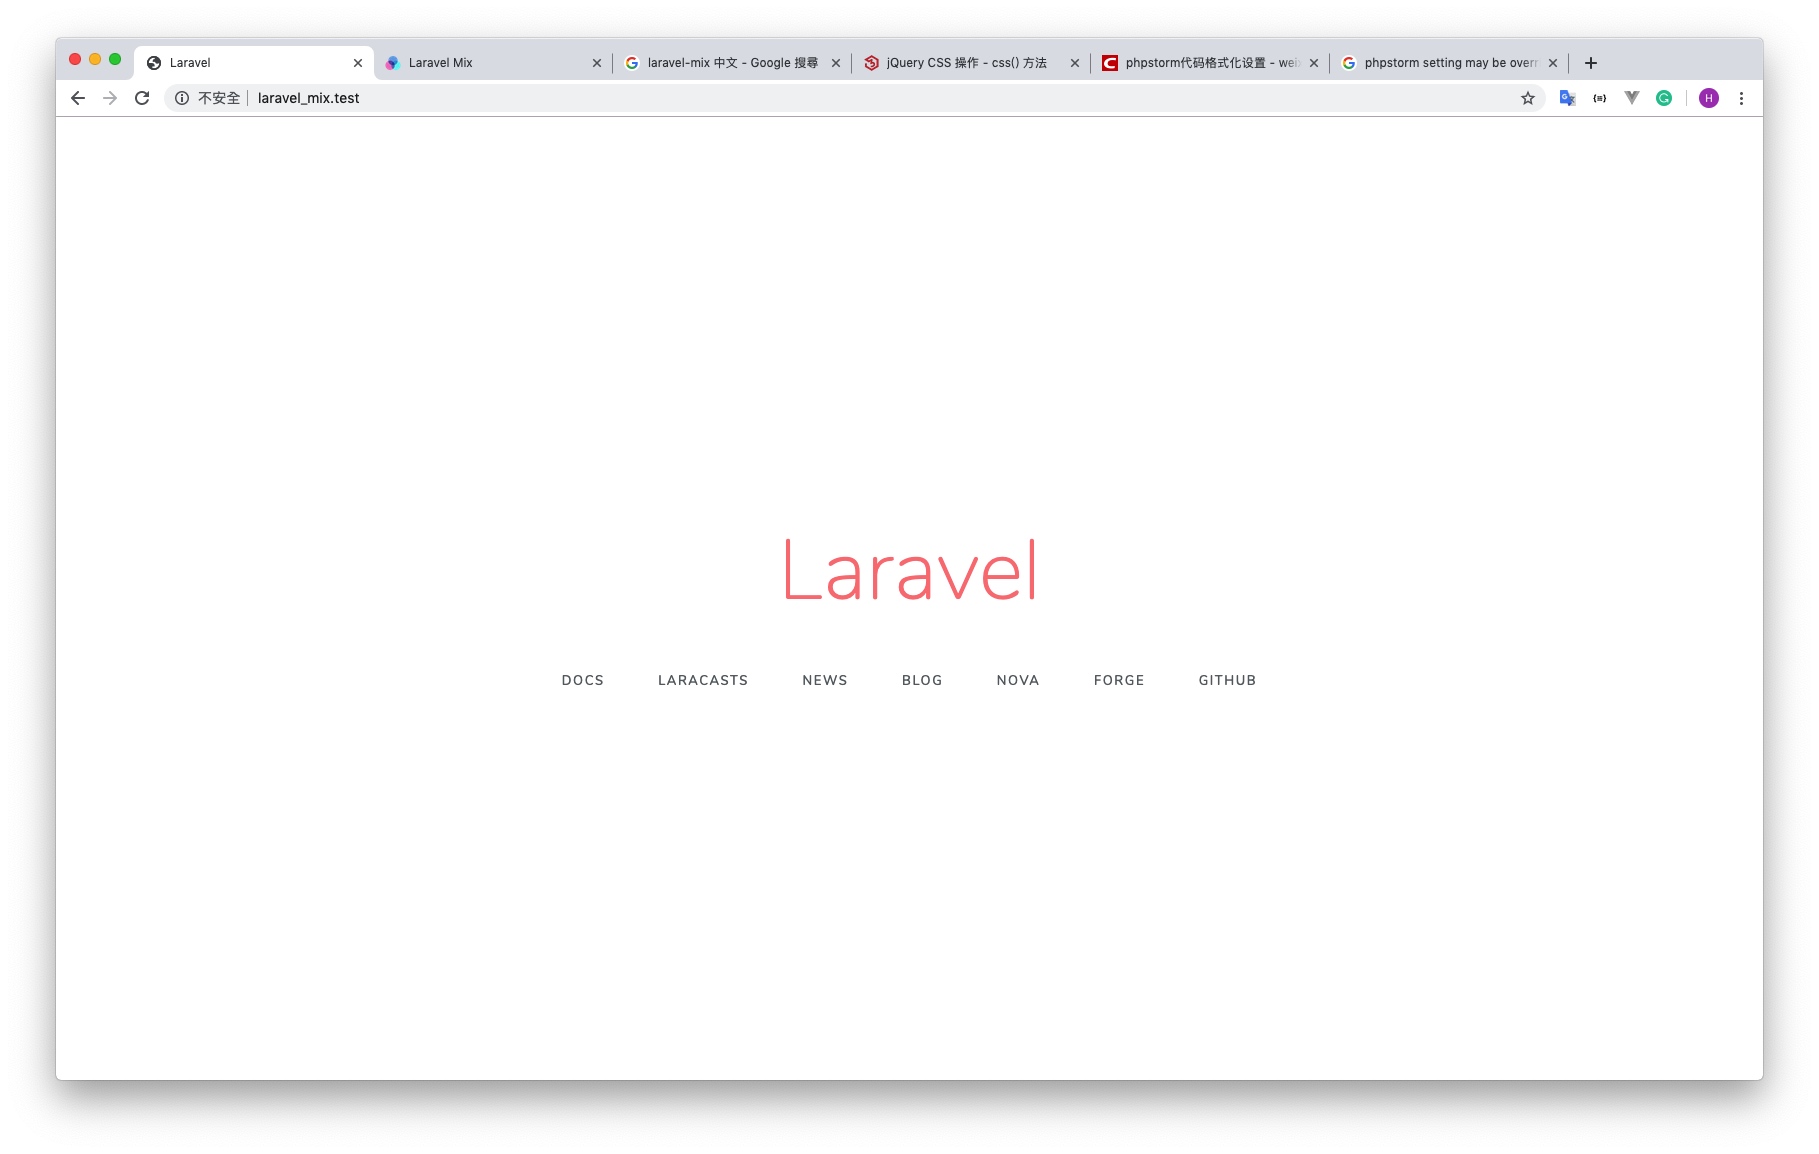 Laravel
Laravel Mix
laravel-mix 中文 - Google 搜尋
jQuery CSS 操作 - css() 方法
phpstorm代码格式化设置 - weix
phpstorm setting may be overr
不安全
laravel_mix.test
H
Laravel
DOCS LARACASTS NEWS BLOG NOVA FORGE GITHUB